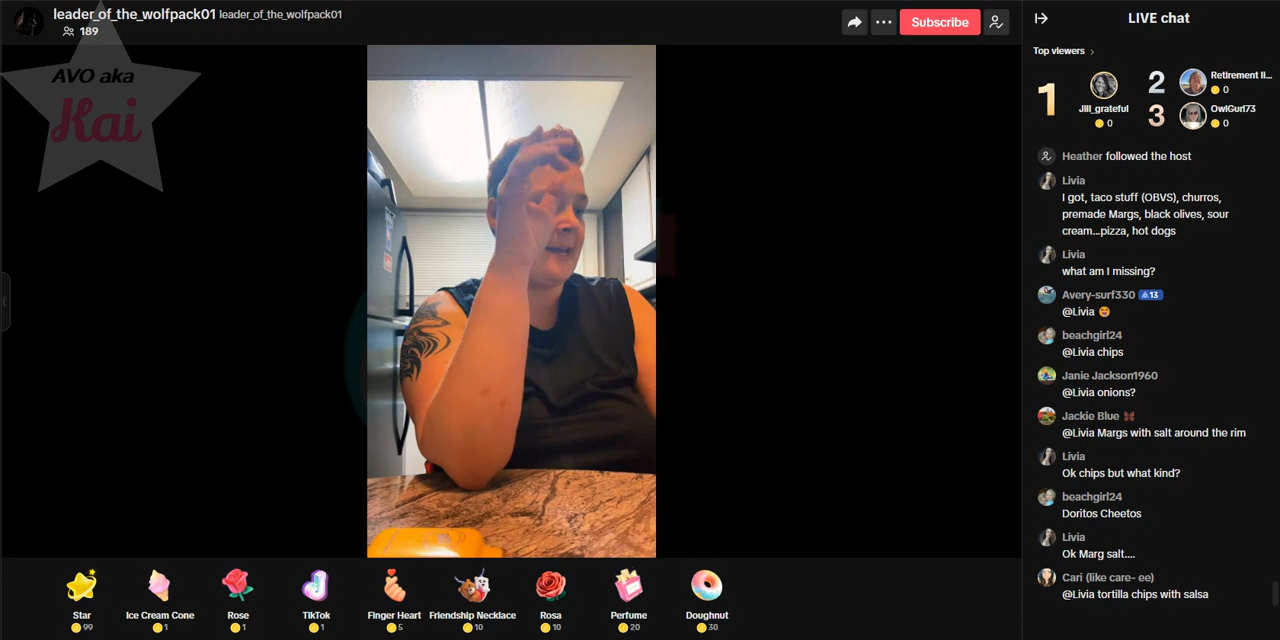 leader_of_the_wolfpack01 leader_of_the_wolfpack01
189
Subscribe
AVO aka
Kai
LIVE chat
Top viewers
1
Jill_grateful
0
2
Retirement li...
0
3
OwlGurl73
0
Heather followed the host
Livia
I got, taco stuff (OBVS), churros,
premade Margs, black olives, sour
cream...pizza, hot dogs
Livia
what am I missing?
Avery-surf330 13
@Livia 😍
beachgirl24
@Livia chips
Janie Jackson1960
@Livia onions?
Jackie Blue
@Livia Margs with salt around the rim
Livia
Ok chips but what kind?
beachgirl24
Doritos Cheetos
Livia
Ok Marg salt....
Cari (like care- ee)
@Livia tortilla chips with salsa
Star
99
Ice Cream Cone
1
Rose
1
TikTok
1
Finger Heart
5
Friendship Necklace
10
Rosa
10
Perfume
20
Doughnut
30